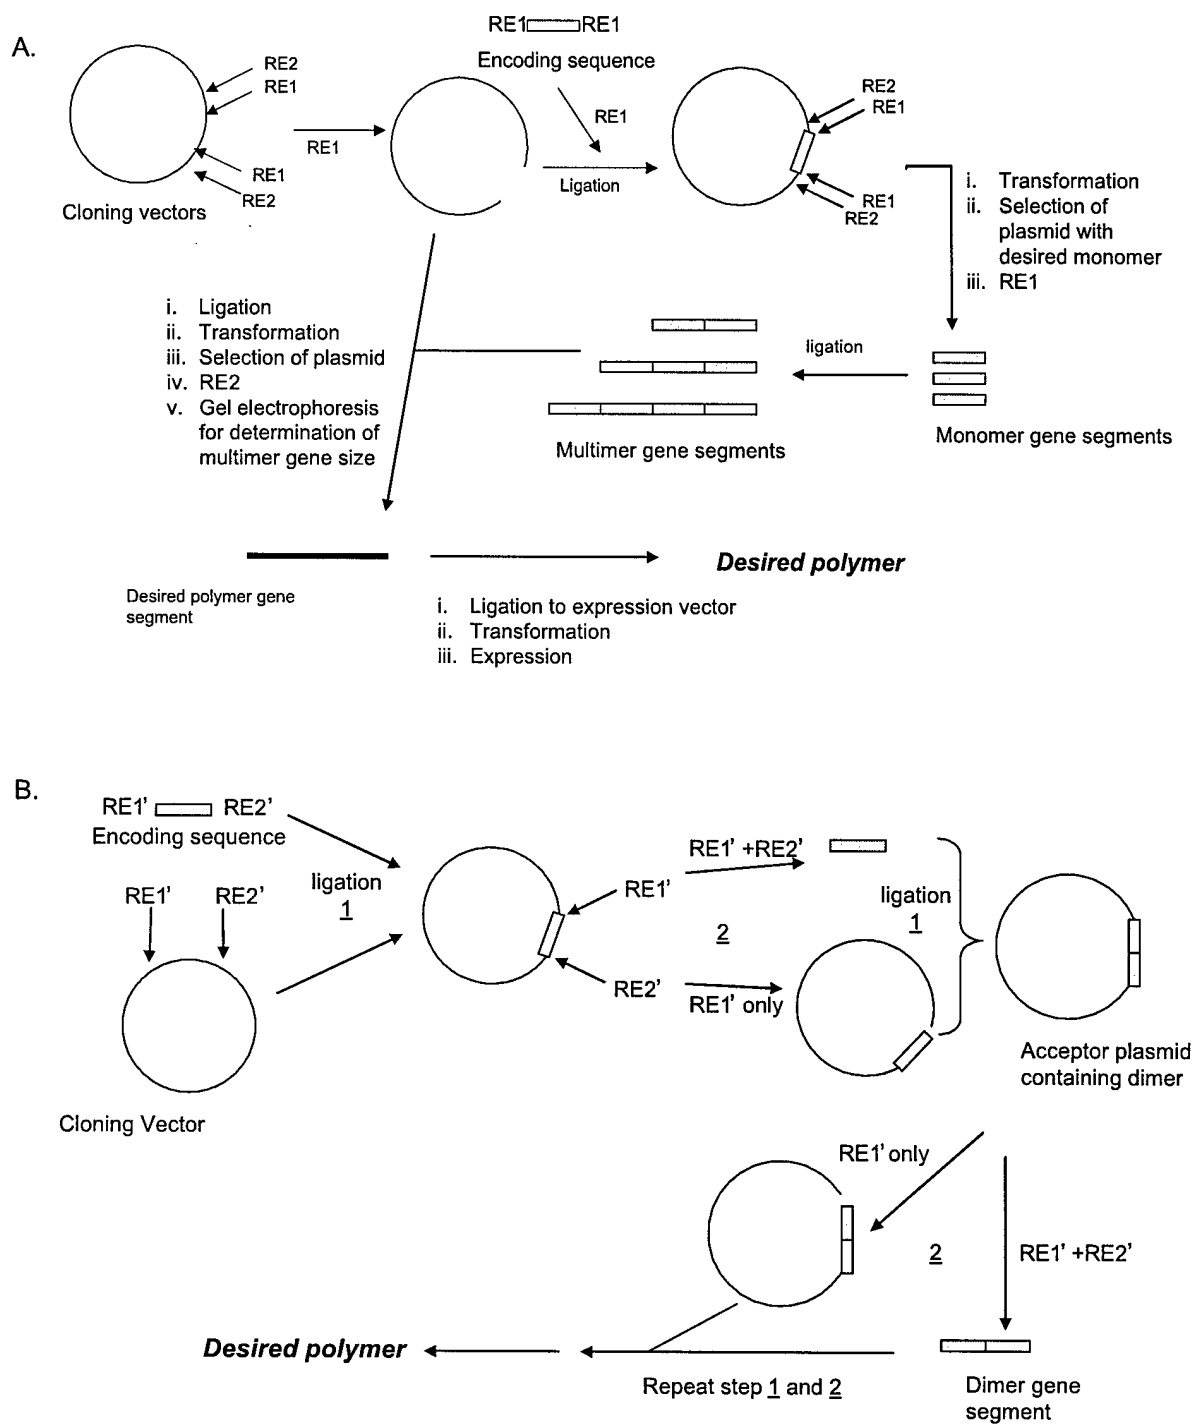 A.
RE1 RE1
Encoding sequence
RE2
RE1
RE1
RE2
Cloning vectors
RE1
RE1
Ligation
RE2
RE1
RE1
RE2
i. Transformation
ii. Selection of
plasmid with
desired monomer
iii. RE1
i. Ligation
ii. Transformation
iii. Selection of plasmid
iv. RE2
v. Gel electrophoresis
for determination of
multimer gene size
ligation
Multimer gene segments
Monomer gene segments
Desired polymer gene
segment
Desired polymer
i. Ligation to expression vector
ii. Transformation
iii. Expression
B.
RE1' RE2'
Encoding sequence
RE1' RE2'
ligation
1
Cloning Vector
RE1'
RE2'
RE1' +RE2'
2
RE1' only
ligation
1
Acceptor plasmid
containing dimer
RE1' only
2
RE1' +RE2'
Desired polymer
Repeat step 1 and 2
Dimer gene
segment